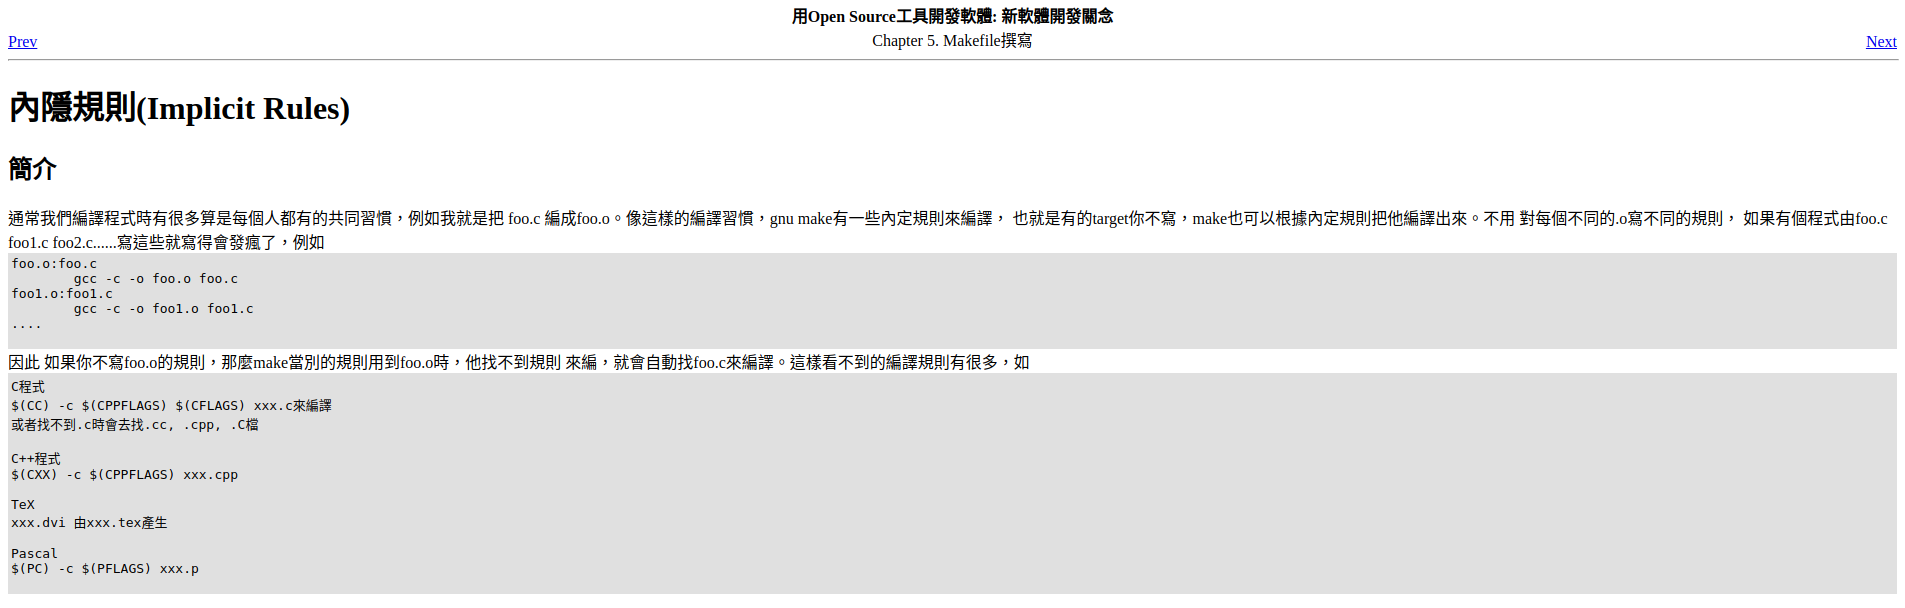 用Open Source工具開發軟體: 新軟體開發關念
Prev Chapter 5. Makefile撰寫 Next
內隱規則(Implicit Rules)
簡介
通常我們編譯程式時有很多算是每個人都有的共同習慣，例如我就是把 foo.c 編成foo.o。像這樣的編譯習慣，gnu make有一些內定規則來編譯， 也就是有的target你不寫，make也可以根據內定規則把他編譯出來。不用 對每個不同的.o寫不同的規則， 如果有個程式由foo.c
foo1.c foo2.c......寫這些就寫得會發瘋了，例如
foo.o:foo.c
        gcc -c -o foo.o foo.c
foo1.o:foo1.c
        gcc -c -o foo1.o foo1.c
....
因此 如果你不寫foo.o的規則，那麼make當別的規則用到foo.o時，他找不到規則 來編，就會自動找foo.c來編譯。這樣看不到的編譯規則有很多，如
C程式
$(CC) -c $(CPPFLAGS) $(CFLAGS) xxx.c來編譯
或者找不到.c時會去找.cc, .cpp, .C檔
C++程式
$(CXX) -c $(CPPFLAGS) xxx.cpp
TeX
xxx.dvi 由xxx.tex產生
Pascal
$(PC) -c $(PFLAGS) xxx.p